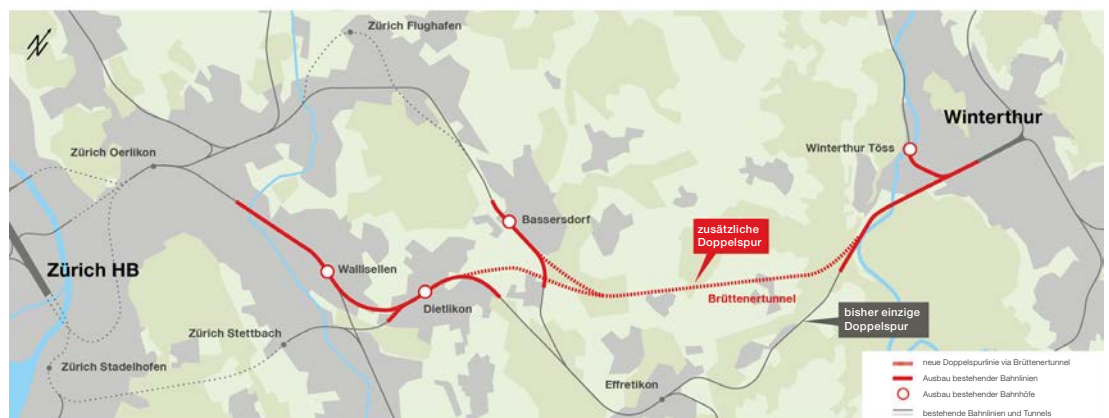 Zürich Flughafen
Winterthur
Winterthur Töss
Zürich Oerlikon
Bassersdorf
zusätzliche
Doppelspur
Zürich HB
Wallisellen
Dietlikon
Brüttenertunnel
bisher einzige
Doppelspur
Zürich Stettbach
Zürich Stadelhofen
Effretikon
neue Doppelspurlinie via Brüttenertunnel
Ausbau bestehender Bahnlinien
Ausbau bestehender Bahnhöfe
bestehende Bahnlinien und Tunnels